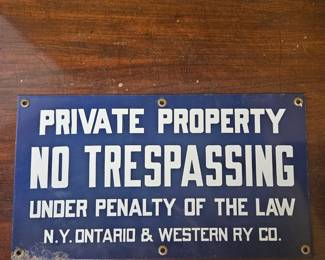 PRIVATE PROPERTY
NO TRESPASSING
UNDER PENALTY OF THE LAW
N.Y. ONTARIO & WESTERN RY CO.